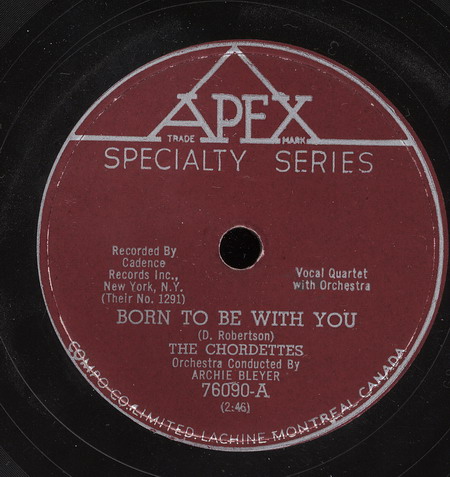 APEX
TRADE MARK
SPECIALTY SERIES
Recorded By
Cadence
Records Inc.,
New York, N.Y.
(Their No. 1291)
Vocal Quartet
with Orchestra
BORN TO BE WITH YOU
(D. Robertson)
THE CHORDETTES
Orchestra Conducted By
ARCHIE BLEYER
76090-A
(2:46)
COMPO CO. LIMITED, LACHINE MONTREAL CANADA